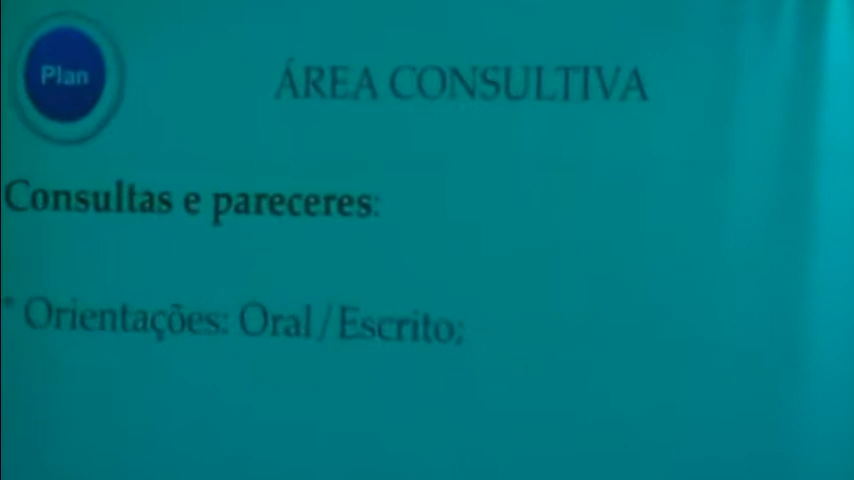 Plan
ÁREA CONSULTIVA
Consultas e pareceres:
* Orientações: Oral/Escrito;